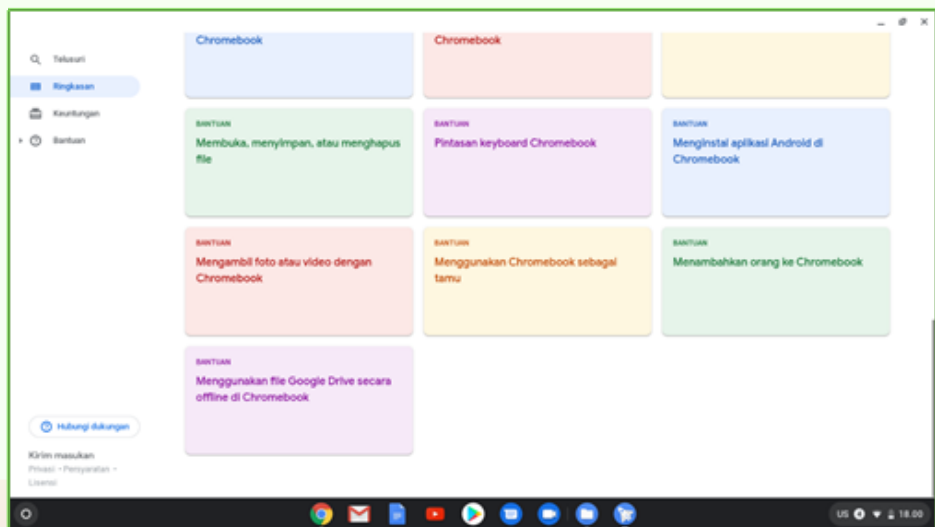 Chromebook
Chromebook
Telusuri
Ringkasan
Keuntungan
Bantuan
BANTUAN
Membuka, menyimpan, atau menghapus
file
BANTUAN
Pintasan keyboard Chromebook
BANTUAN
Menginstal aplikasi Android di
Chromebook
BANTUAN
Mengambil foto atau video dengan
Chromebook
BANTUAN
Menggunakan Chromebook sebagai
tamu
BANTUAN
Menambahkan orang ke Chromebook
BANTUAN
Menggunakan file Google Drive secara
offline di Chromebook
Hubungi dukungan
Kirim masukan
Privasi • Persyaratan •
Lisensi
US 18.00